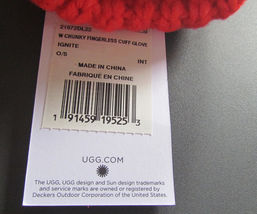 W CHUNKY FINGERLESS CUFF GLOVE
IGNITE
O/S INT
MADE IN CHINA
FABRIQUÉ EN CHINE
1 91459 19525 3
UGG.COM
The UGG, UGG design and Sun design trademarks
and service marks are owned or registered by
Deckers Outdoor Corporation of the United States.